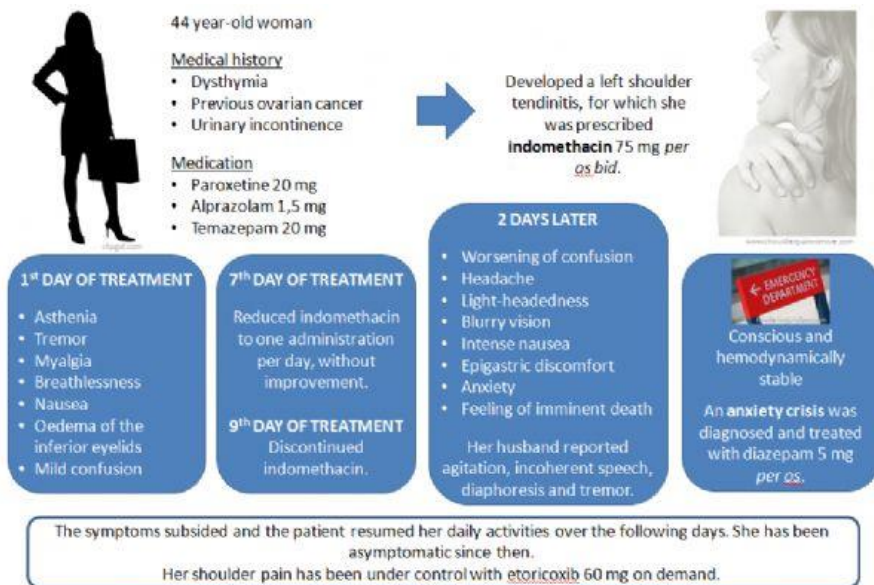 44 year-old woman
Medical history
• Dysthymia
• Previous ovarian cancer
• Urinary incontinence
Medication
• Paroxetine 20 mg
• Alprazolam 1,5 mg
• Temazepam 20 mg
Developed a left shoulder
tendinitis, for which she
was prescribed
indomethacin 75 mg per
os bid.
1st DAY OF TREATMENT
• Asthenia
• Tremor
• Myalgia
• Breathlessness
• Nausea
• Oedema of the
inferior eyelids
• Mild confusion
7th DAY OF TREATMENT
Reduced indomethacin
to one administration
per day, without
improvement.
9th DAY OF TREATMENT
Discontinued
indomethacin.
2 DAYS LATER
• Worsening of confusion
• Headache
• Light-headedness
• Blurry vision
• Intense nausea
• Epigastric discomfort
• Anxiety
• Feeling of imminent death
Her husband reported
agitation, incoherent speech,
diaphoresis and tremor.
← EMERGENCY
DEPARTMENT
Conscious and
hemodynamically
stable
An anxiety crisis was
diagnosed and treated
with diazepam 5 mg
per os.
The symptoms subsided and the patient resumed her daily activities over the following days. She has been
asymptomatic since then.
Her shoulder pain has been under control with etoricoxib 60 mg on demand.